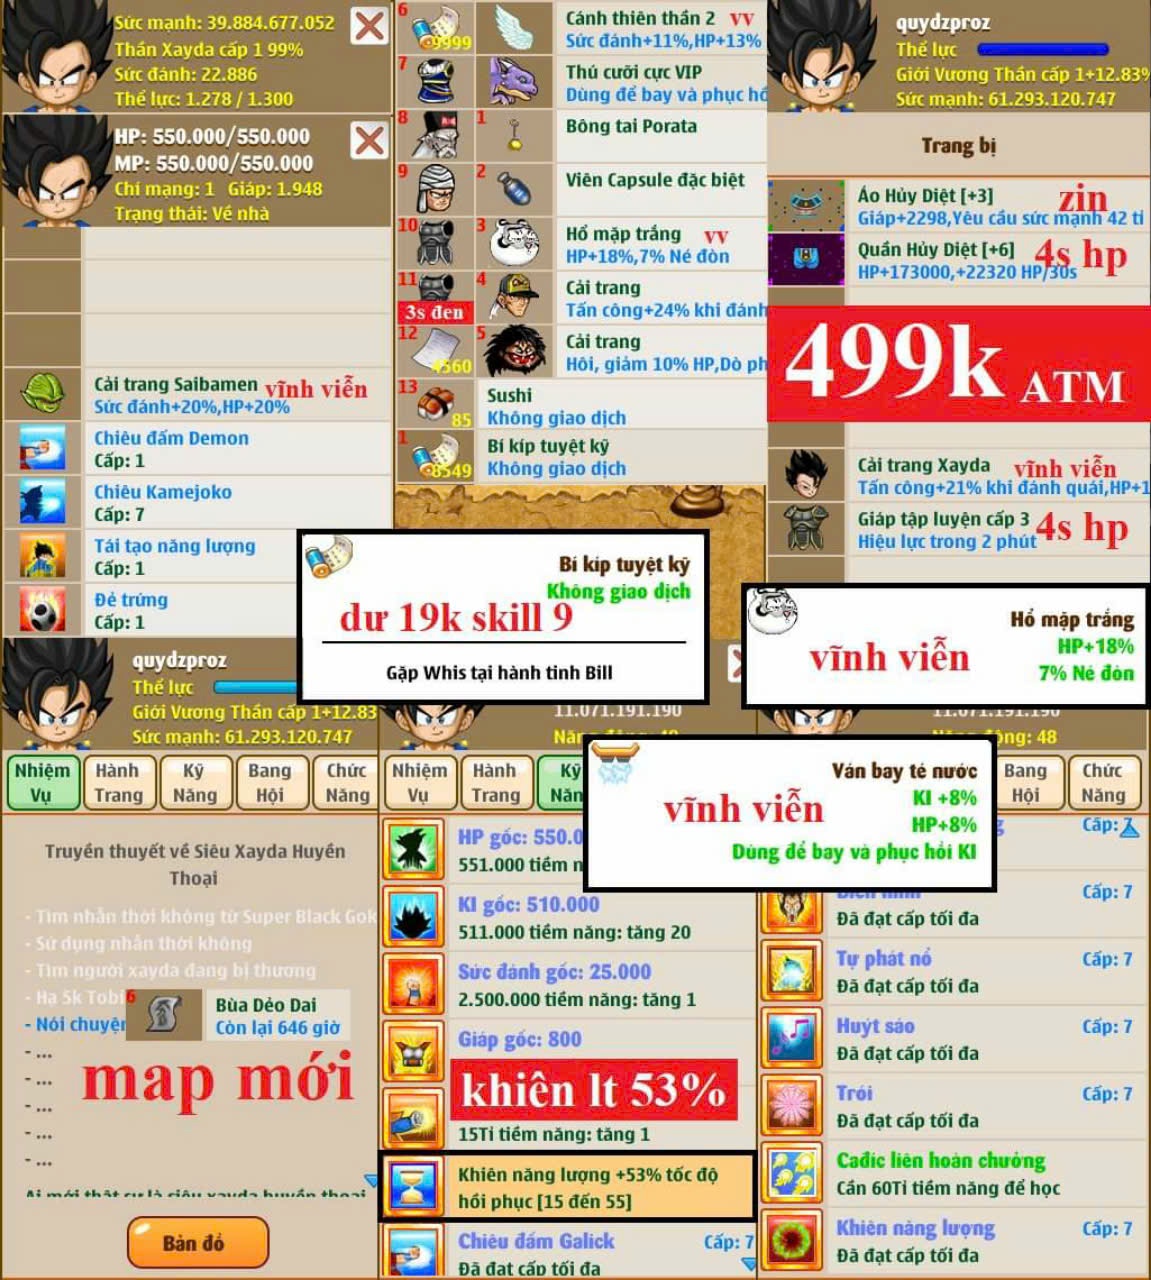 Sức mạnh: 39.884.677.052
Thần Xayda cấp 1 99%
Sức đánh: 22.886
Thể lực: 1.278 / 1.300
HP: 550.000/550.000
MP: 550.000/550.000
Chí mạng: 1 Giáp: 1.948
Trạng thái: Về nhà
Cải trang Saibamen vĩnh viễn
Sức đánh+20%,HP+20%
Chiêu đấm Demon
Cấp: 1
Chiêu Kamejoko
Cấp: 7
Tái tạo năng lượng
Cấp: 1
Đẻ trứng
Cấp: 1
6
9999
Cánh thiên thần 2 vv
Sức đánh+11%,HP+13%
7
Thú cưỡi cực VIP
Dùng để bay và phục hồ
8
1
Bông tai Porata
9
2
Viên Capsule đặc biệt
10
3
Hổ mập trắng vv
HP+18%,7% Né đòn
11
3s đen
4
Cải trang
Tấn công+24% khi đánh
12
4560
5
Cải trang
Hôi, giảm 10% HP,Dò ph
13
85
Sushi
Không giao dịch
1
8549
Bí kíp tuyệt kỹ
Không giao dịch
quydzproz
Thể lực
Giới Vương Thần cấp 1+12.83%
Sức mạnh: 61.293.120.747
Trang bị
Áo Hủy Diệt [+3] zin
Giáp+2298,Yêu cầu sức mạnh 42 tỉ
Quần Hủy Diệt [+6] 4s hp
HP+173000,+22320 HP/30s
499k ATM
Cải trang Xayda vĩnh viễn
Tấn công+21% khi đánh quái,HP+1
Giáp tập luyện cấp 3 4s hp
Hiệu lực trong 2 phút
Bí kíp tuyệt kỹ
Không giao dịch
dư 19k skill 9
Gặp Whis tại hành tinh Bill
Hổ mập trắng
HP+18%
vĩnh viễn
7% Né đòn
quydzproz
Thể lực
Giới Vương Thần cấp 1+12.83
Sức mạnh: 61.293.120.747
Nhiệm Vụ
Hành Trang
Kỹ Năng
Bang Hội
Chức Năng
Truyền thuyết về Siêu Xayda Huyền
Thoại
- Tìm nhẫn thời không từ Super Black Gok
- Sử dụng nhẫn thời không
- Tìm người xayda đang bị thương
- Hạ 5k Tobi
- Nói chuyện
6
Bùa Dẻo Dai
Còn lại 646 giờ
- ...
- ...
- ...
- ...
- ...
map mới
Ai mới thật sự là siêu xayda huyền thoại
Bản đồ
11.071.191.190
Năng động: 48
Nhiệm Vụ
Hành Trang
Kỹ Năn
HP gốc: 550.0
551.000 tiềm n
KI gốc: 510.000
511.000 tiềm năng: tăng 20
Sức đánh gốc: 25.000
2.500.000 tiềm năng: tăng 1
Giáp gốc: 800
khiên lt 53%
15Tỉ tiềm năng: tăng 1
Khiên năng lượng +53% tốc độ
hồi phục [15 đến 55]
Chiêu đấm Galick Cấp: 7
Đã đạt cấp tối đa
Ván bay té nước
KI +8%
vĩnh viễn
HP+8%
Dùng để bay và phục hồi KI
11.071.191.190
Năng động: 48
Bang Hội
Chức Năng
Cấp: 7
Biến hình Cấp: 7
Đã đạt cấp tối đa
Tự phát nổ Cấp: 7
Đã đạt cấp tối đa
Huýt sáo Cấp: 7
Đã đạt cấp tối đa
Trói Cấp: 7
Đã đạt cấp tối đa
Cađic liên hoàn chưởng
Cần 60Tỉ tiềm năng để học
Khiên năng lượng Cấp: 7
Đã đạt cấp tối đa